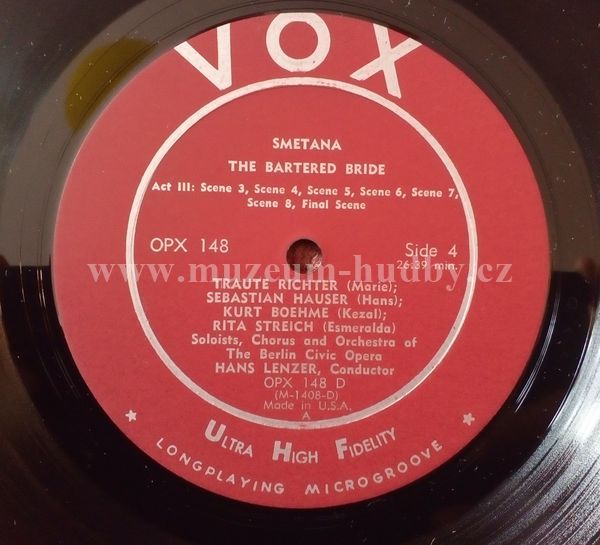 VOX
SMETANA
THE BARTERED BRIDE
Act III: Scene 3, Scene 4, Scene 5, Scene 6, Scene 7,
Scene 8, Final Scene
OPX 148
Side 4
26:39 min.
www.muzeum-hudby.cz
TRAUTE RICHTER (Marie);
SEBASTIAN HAUSER (Hans);
KURT BOEHME (Kezal);
RITA STREICH (Esmeralda)
Soloists, Chorus and Orchestra of
The Berlin Civic Opera
HANS LENZER, Conductor
OPX 148 D
(M-1408-D)
Made in U.S.A.
A
ULTRA HIGH FIDELITY
* LONGPLAYING MICROGROOVE *